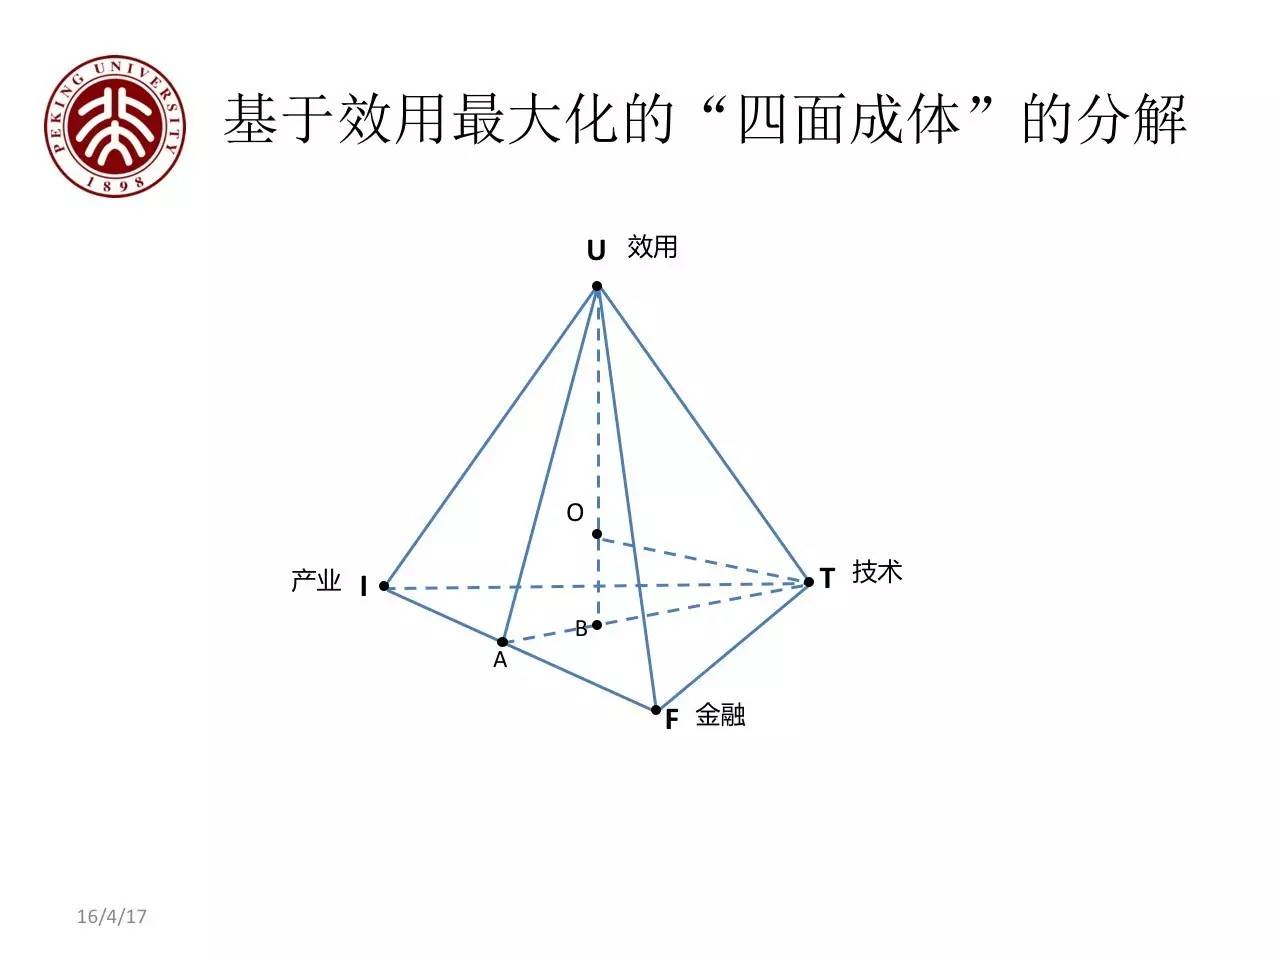 PEKING UNIVERSITY
1898
基于效用最大化的“四面成体”的分解
U 效用
O
产业 I
T 技术
B
A
F 金融
16/4/17